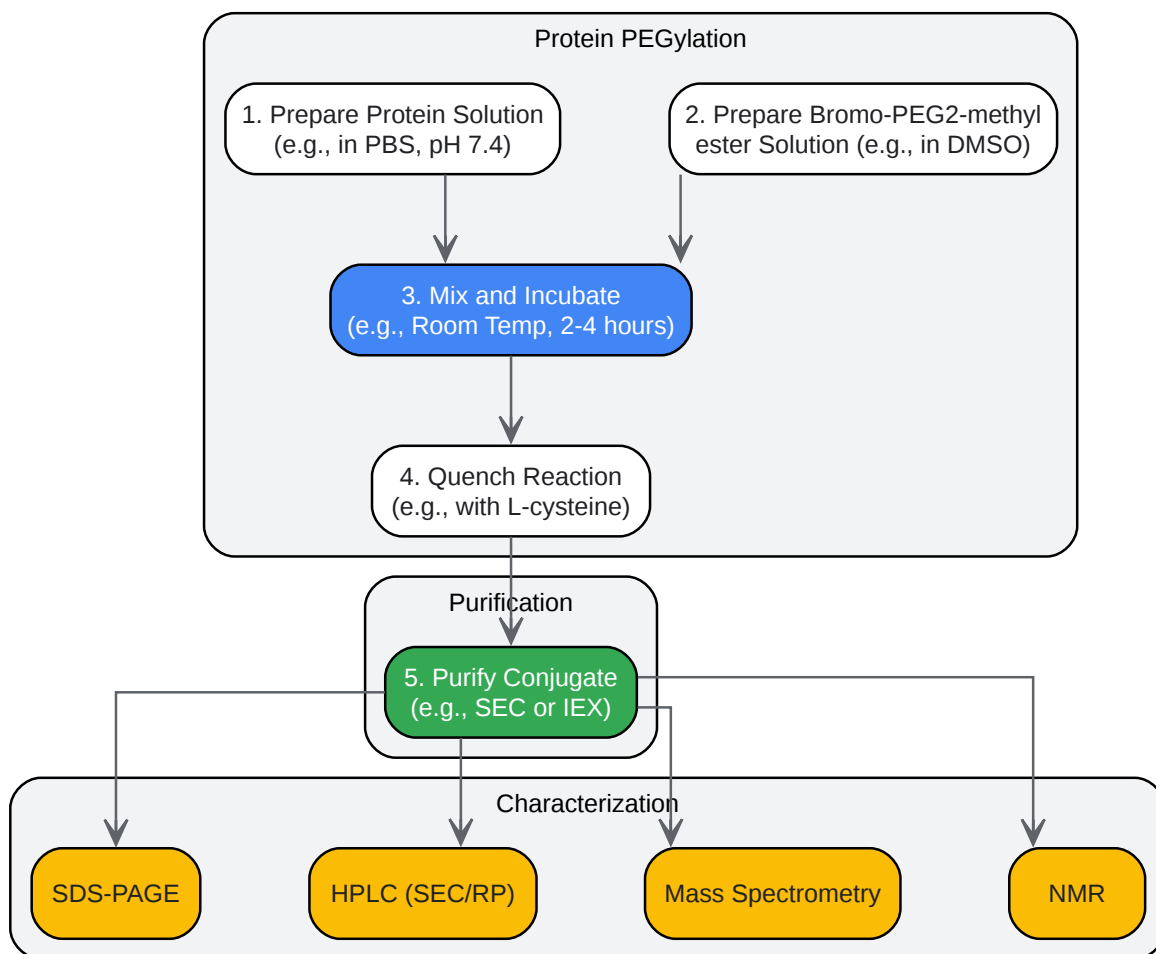 Protein PEGylation
1. Prepare Protein Solution
(e.g., in PBS, pH 7.4)
2. Prepare Bromo-PEG2-methyl
ester Solution (e.g., in DMSO)
3. Mix and Incubate
(e.g., Room Temp, 2-4 hours)
4. Quench Reaction
(e.g., with L-cysteine)
Purification
5. Purify Conjugate
(e.g., SEC or IEX)
Characterization
SDS-PAGE
HPLC (SEC/RP)
Mass Spectrometry
NMR